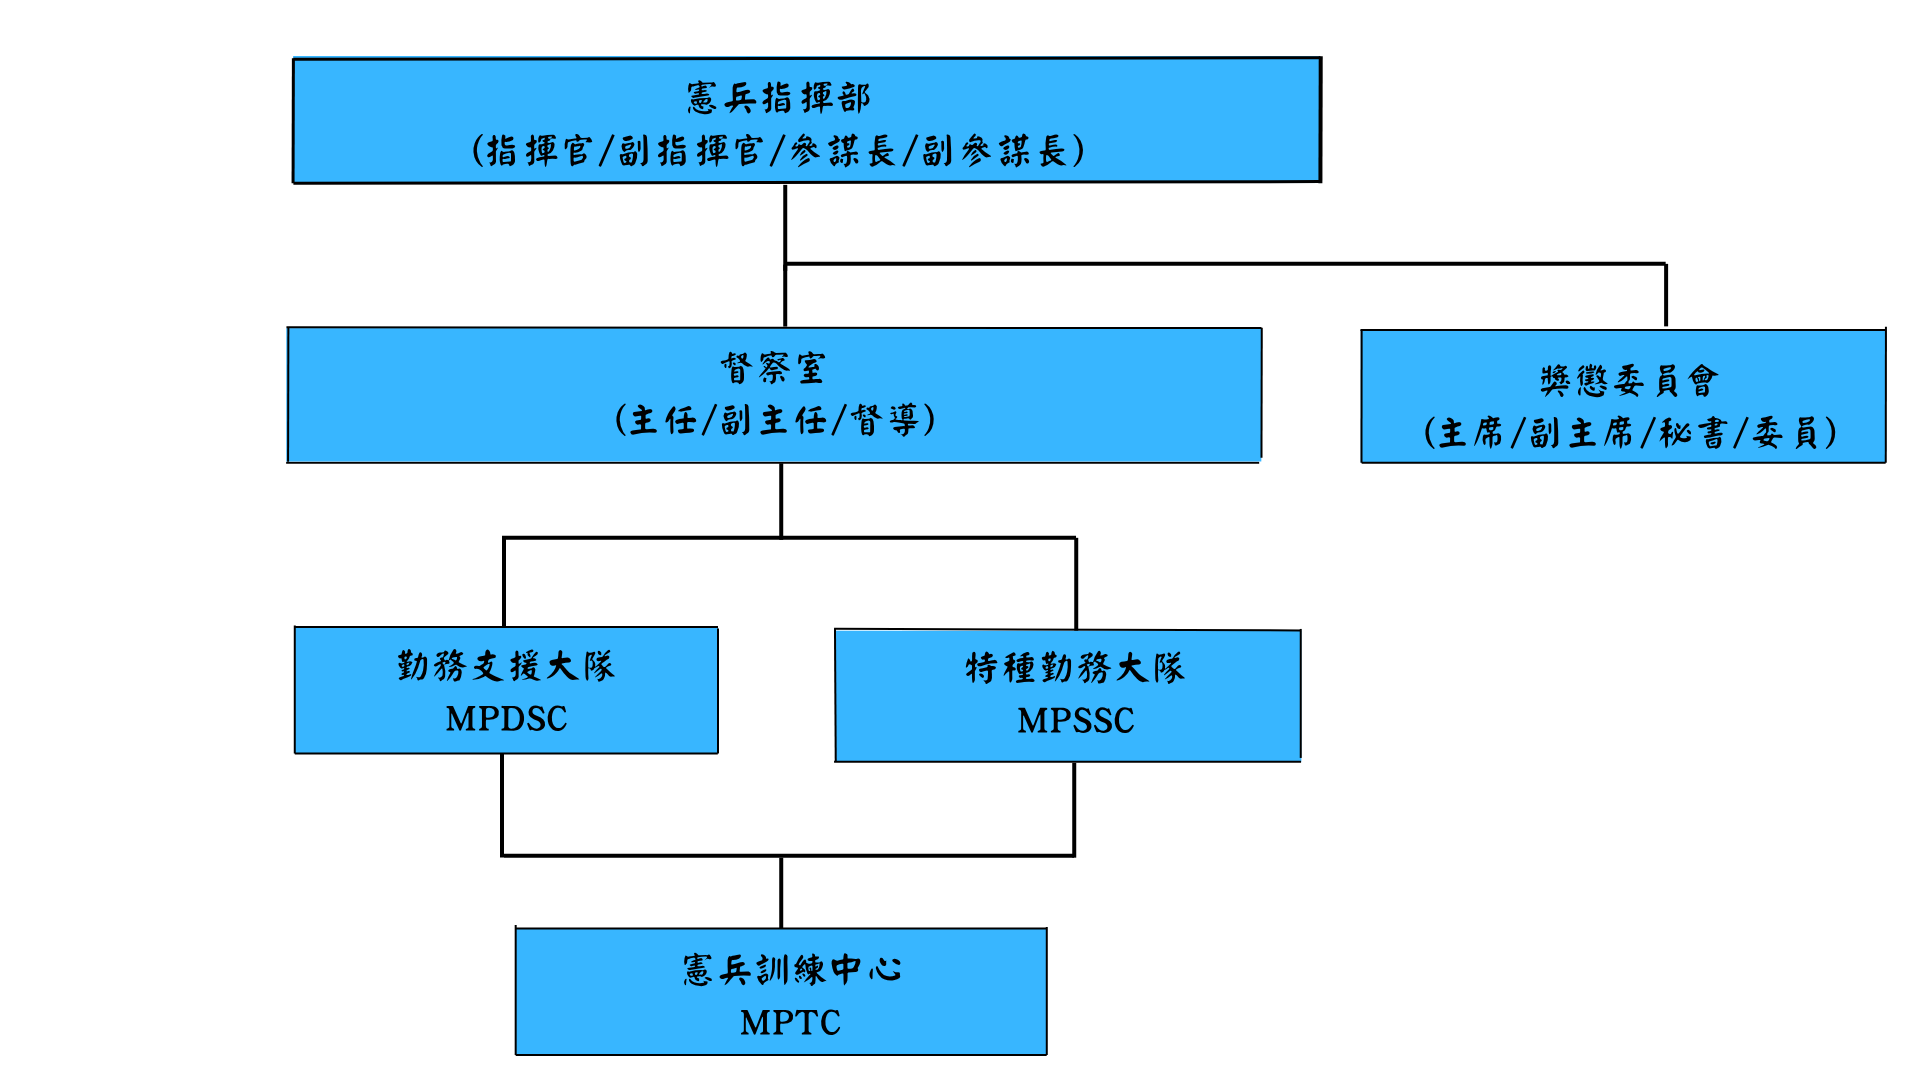 憲兵指揮部
(指揮官/副指揮官/參謀長/副參謀長)
督察室
(主任/副主任/督導)
獎懲委員會
(主席/副主席/秘書/委員)
勤務支援大隊
MPDSC
特種勤務大隊
MPSSC
憲兵訓練中心
MPTC